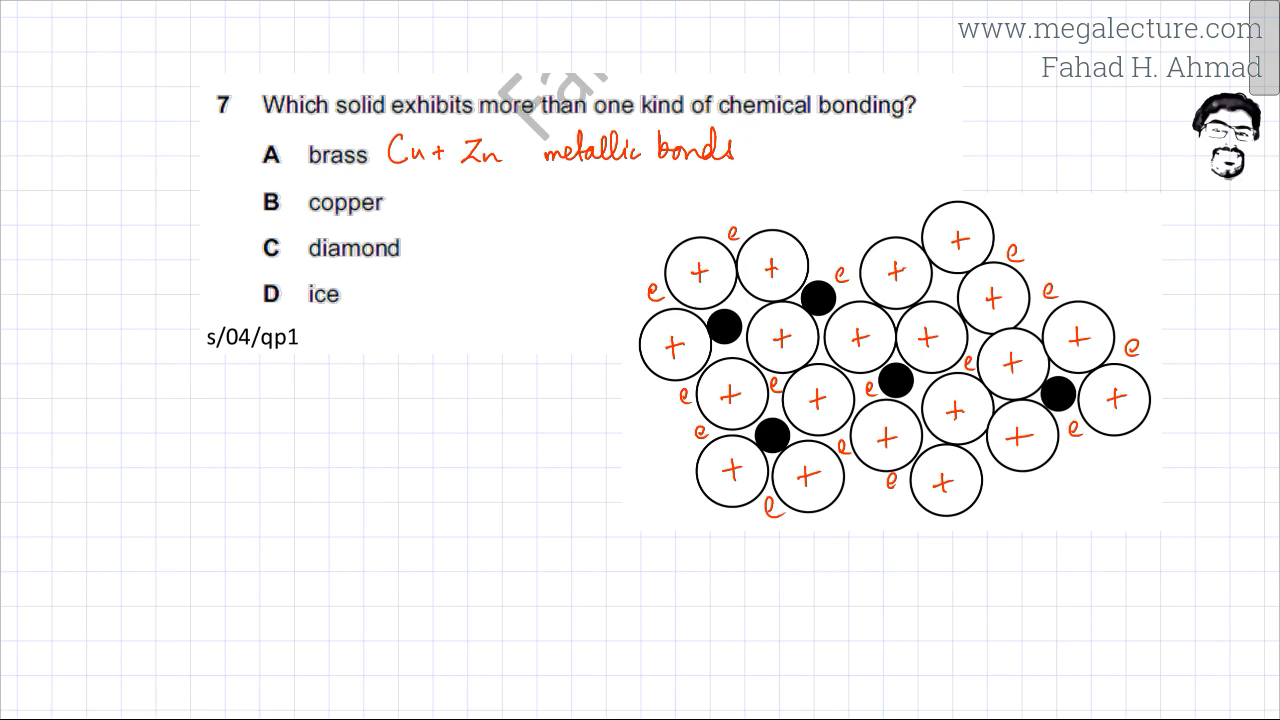 www.megalecture.com
Fahad H. Ahmad
Fa
7 Which solid exhibits more than one kind of chemical bonding?
A brass Cu + Zn metallic bonds
B copper
C diamond
D ice
s/04/qp1
+ + + +
e e e e e e
+ + + + + + +
e e e e e
+ + + + + +
e e e e e
+ + +